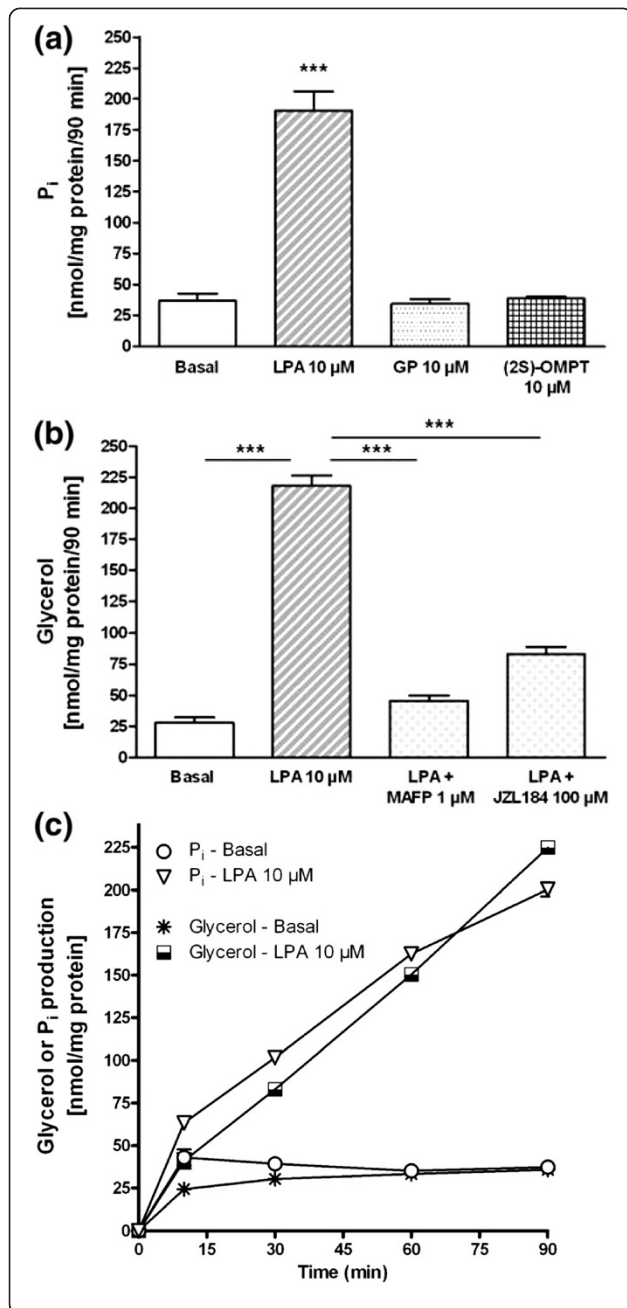 (a)
250
***
225
200
175
150
125
100
75
50
25
0
Pi
[nmol/mg protein/90 min]
Basal
LPA 10 µM
GP 10 µM
(2S)-OMPT
10 µM
(b)
***
250
***
***
225
200
175
150
125
100
75
50
25
0
Glycerol
[nmol/mg protein/90 min]
Basal
LPA 10 µM
LPA +
MAFP 1 µM
LPA +
JZL184 100 µM
(c)
225
200
175
150
125
100
75
50
25
0
Glycerol or Pi production
[nmol/mg protein]
Pi - Basal
Pi - LPA 10 µM
Glycerol - Basal
Glycerol - LPA 10 µM
0 15 30 45 60 75 90
Time (min)